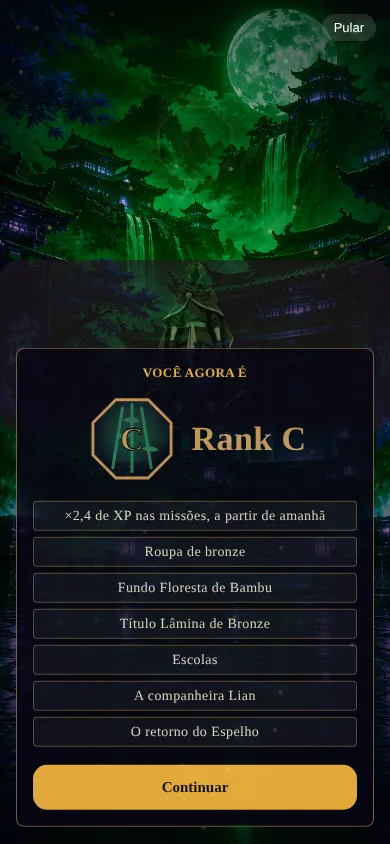 Pular
VOCÊ AGORA É
C
Rank C
×2,4 de XP nas missões, a partir de amanhã
Roupa de bronze
Fundo Floresta de Bambu
Título Lâmina de Bronze
Escolas
A companheira Lian
O retorno do Espelho
Continuar